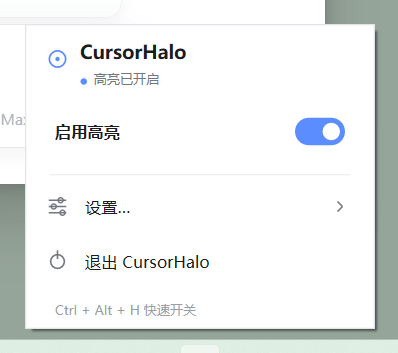 CursorHalo
高亮已开启
Max
启用高亮
设置...
退出 CursorHalo
Ctrl + Alt + H 快速开关